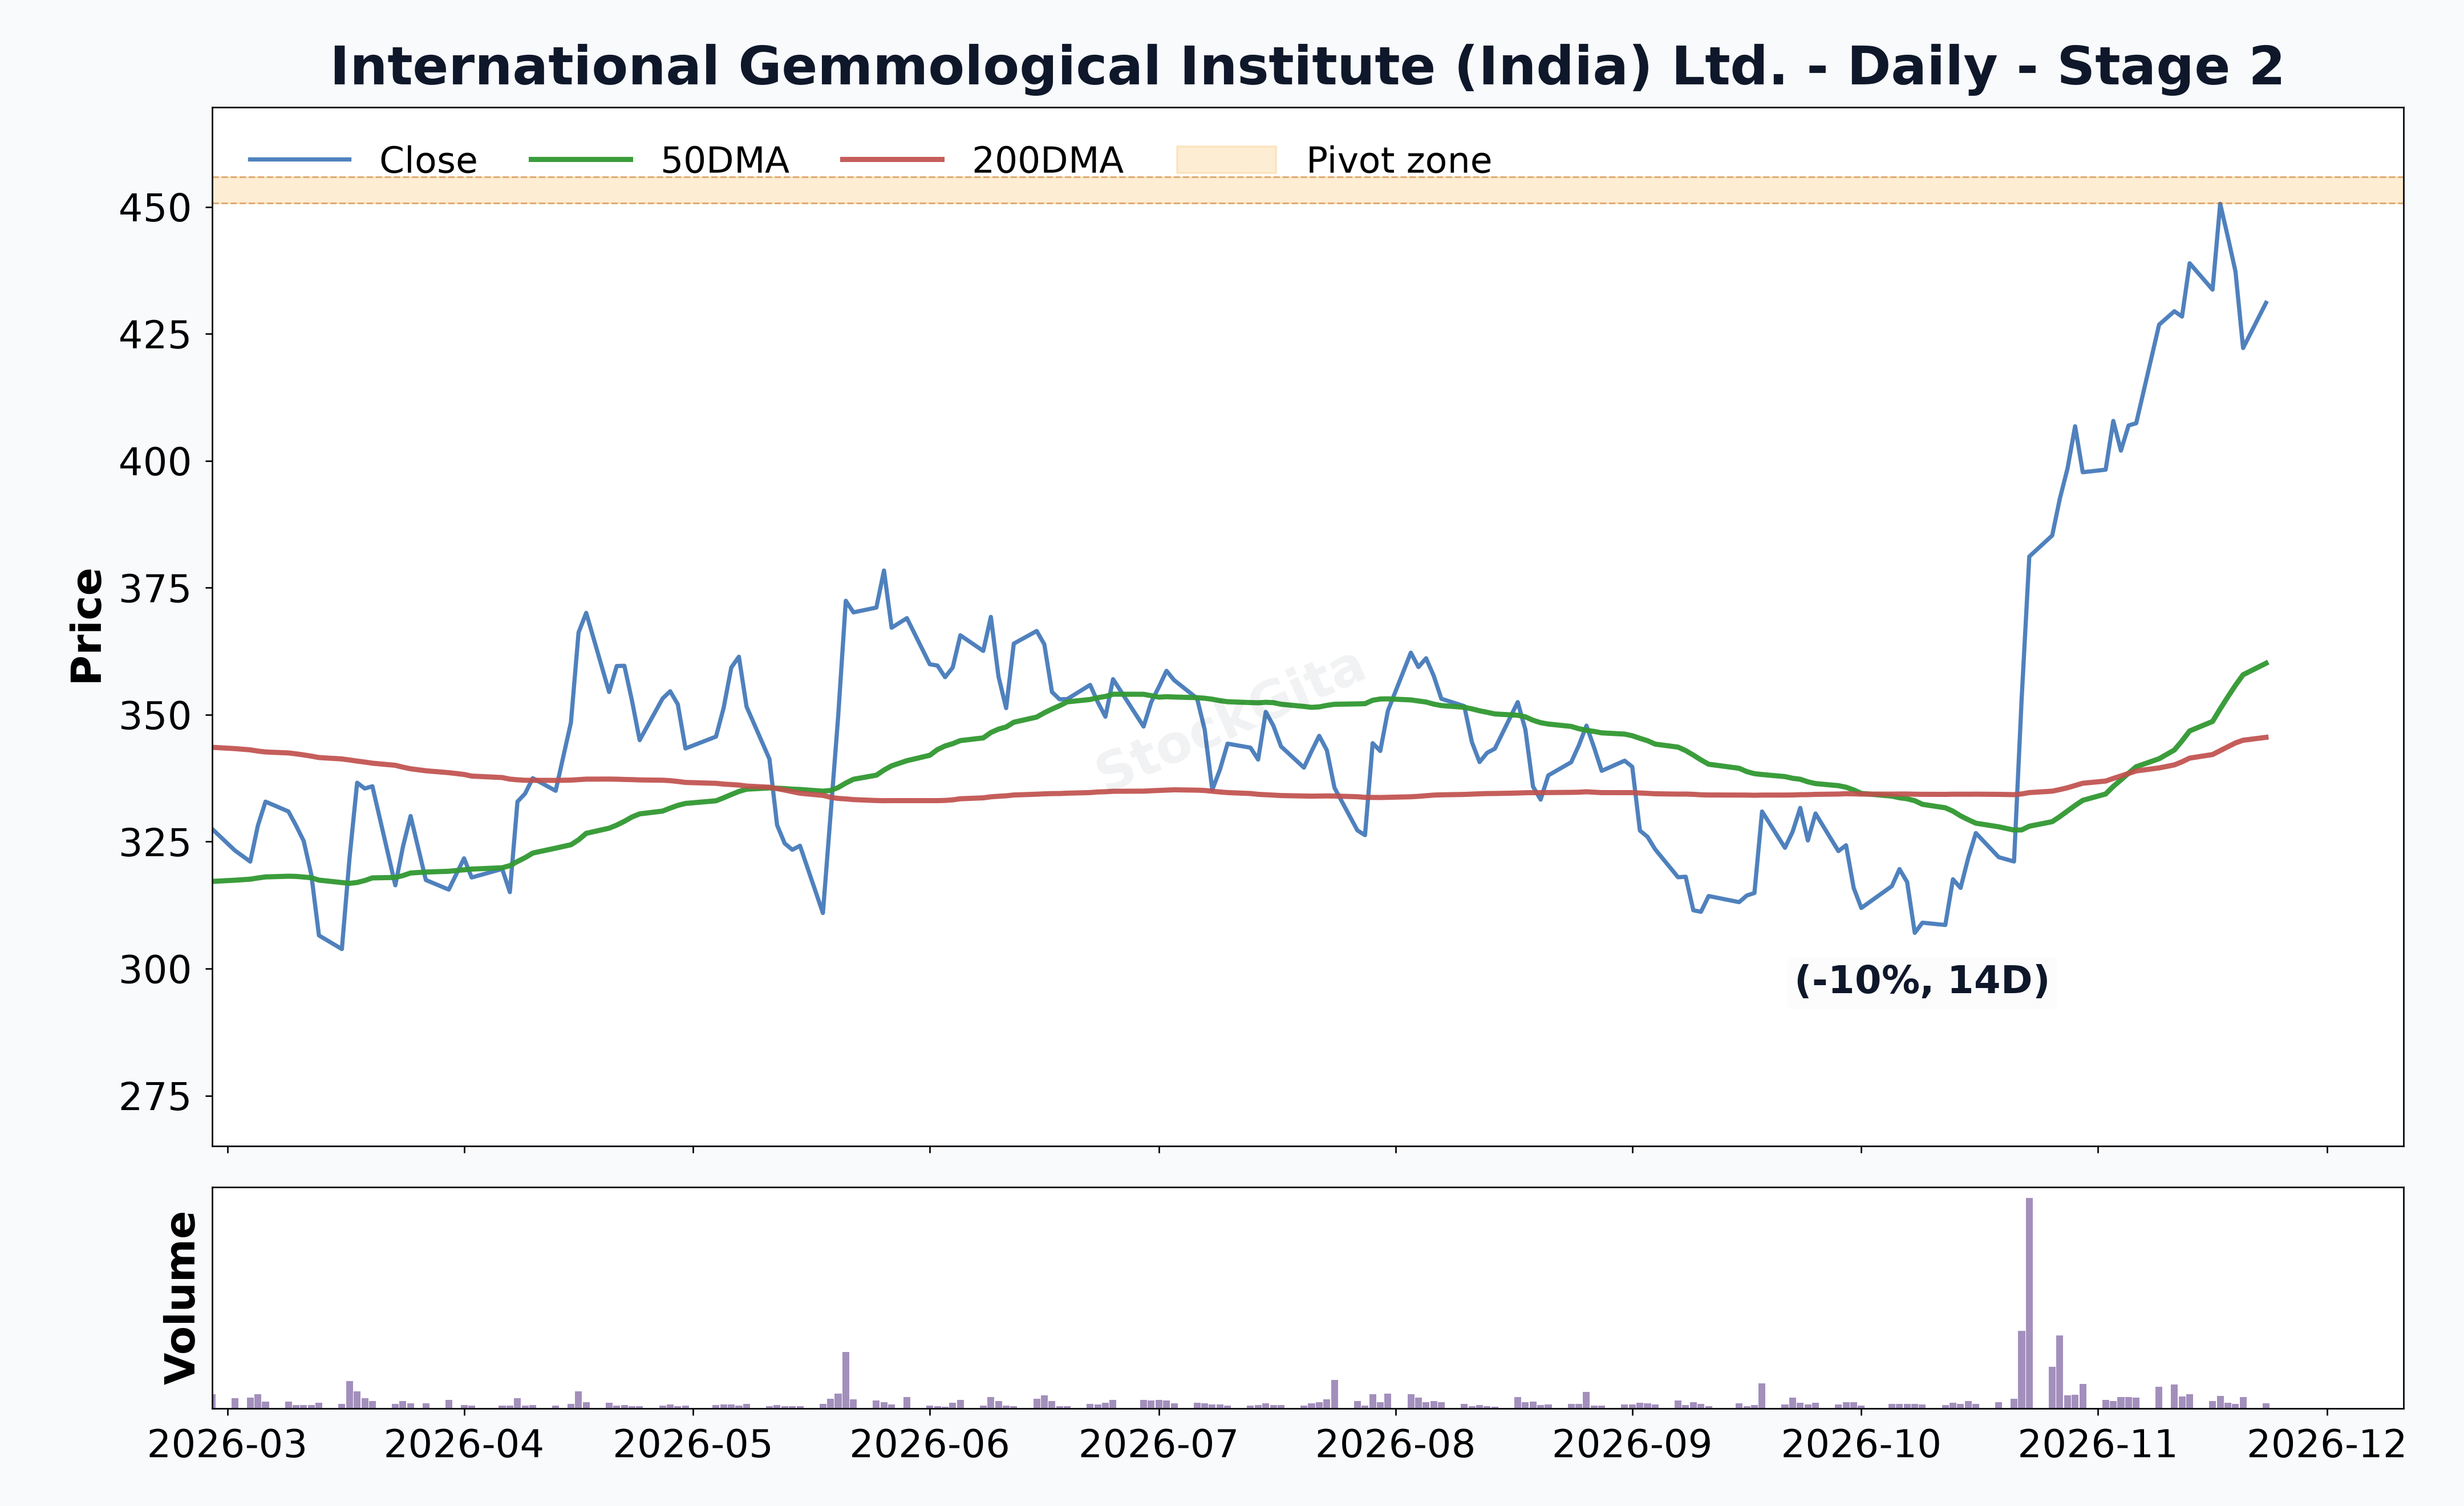 International Gemmological Institute (India) Ltd. - Daily - Stage 2
Close 50DMA 200DMA Pivot zone
450
425
400
375
350
325
300
275
Price
StockGita
(-10%, 14D)
Volume
2026-03 2026-04 2026-05 2026-06 2026-07 2026-08 2026-09 2026-10 2026-11 2026-12